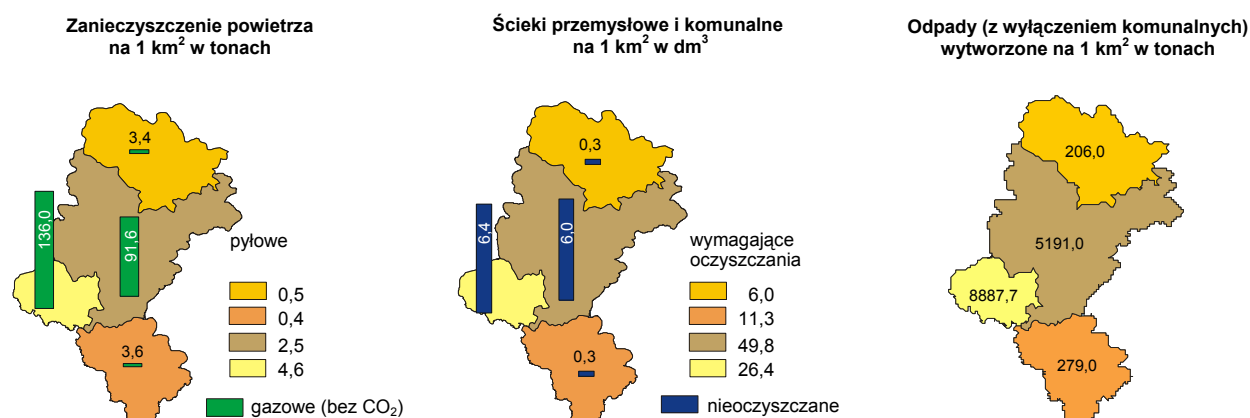 Zanieczyszczenie powietrza
na 1 km² w tonach
3,4
136,0
91,6
3,6
pyłowe
0,5
0,4
2,5
4,6
gazowe (bez CO₂)
Ścieki przemysłowe i komunalne
na 1 km² w dm³
0,3
6,4
6,0
0,3
wymagające
oczyszczania
6,0
11,3
49,8
26,4
nieoczyszczane
Odpady (z wyłączeniem komunalnych)
wytworzone na 1 km² w tonach
206,0
5191,0
8887,7
279,0